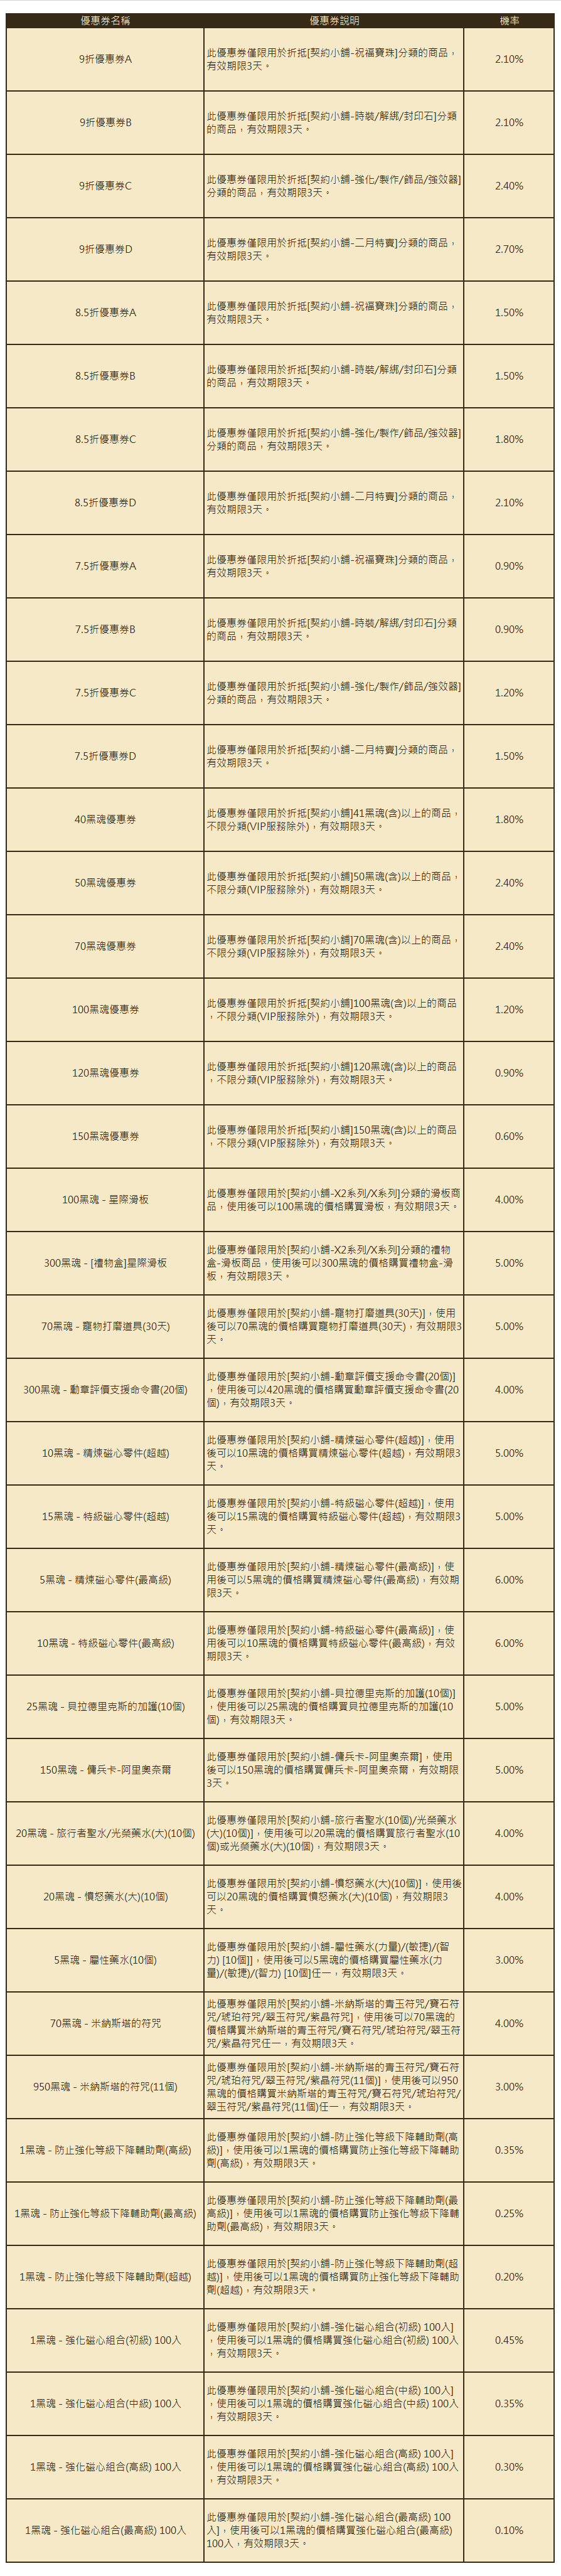 優惠券名稱 優惠券說明 機率
9折優惠券A
此優惠券僅限用於折抵[契約小舖-祝福寶珠]分類的商品，
有效期限3天。
2.10%
9折優惠券B
此優惠券僅限用於折抵[契約小舖-時裝/解綁/封印石]分類
的商品，有效期限3天。
2.10%
9折優惠券C
此優惠券僅限用於折抵[契約小舖-強化/製作/飾品/強效器]
分類的商品，有效期限3天。
2.40%
9折優惠券D
此優惠券僅限用於折抵[契約小舖-二月特賣]分類的商品，
有效期限3天。
2.70%
8.5折優惠券A
此優惠券僅限用於折抵[契約小舖-祝福寶珠]分類的商品，
有效期限3天。
1.50%
8.5折優惠券B
此優惠券僅限用於折抵[契約小舖-時裝/解綁/封印石]分類
的商品，有效期限3天。
1.50%
8.5折優惠券C
此優惠券僅限用於折抵[契約小舖-強化/製作/飾品/強效器]
分類的商品，有效期限3天。
1.80%
8.5折優惠券D
此優惠券僅限用於折抵[契約小舖-二月特賣]分類的商品，
有效期限3天。
2.10%
7.5折優惠券A
此優惠券僅限用於折抵[契約小舖-祝福寶珠]分類的商品，
有效期限3天。
0.90%
7.5折優惠券B
此優惠券僅限用於折抵[契約小舖-時裝/解綁/封印石]分類
的商品，有效期限3天。
0.90%
7.5折優惠券C
此優惠券僅限用於折抵[契約小舖-強化/製作/飾品/強效器]
分類的商品，有效期限3天。
1.20%
7.5折優惠券D
此優惠券僅限用於折抵[契約小舖-二月特賣]分類的商品，
有效期限3天。
1.50%
40黑魂優惠券
此優惠券僅限用於折抵[契約小舖]41黑魂(含)以上的商品，
不限分類(VIP服務除外)，有效期限3天。
1.80%
50黑魂優惠券
此優惠券僅限用於折抵[契約小舖]50黑魂(含)以上的商品，
不限分類(VIP服務除外)，有效期限3天。
2.40%
70黑魂優惠券
此優惠券僅限用於折抵[契約小舖]70黑魂(含)以上的商品，
不限分類(VIP服務除外)，有效期限3天。
2.40%
100黑魂優惠券
此優惠券僅限用於折抵[契約小舖]100黑魂(含)以上的商品
，不限分類(VIP服務除外)，有效期限3天。
1.20%
120黑魂優惠券
此優惠券僅限用於折抵[契約小舖]120黑魂(含)以上的商品
，不限分類(VIP服務除外)，有效期限3天。
0.90%
150黑魂優惠券
此優惠券僅限用於折抵[契約小舖]150黑魂(含)以上的商品
，不限分類(VIP服務除外)，有效期限3天。
0.60%
100黑魂 - 星際滑板
此優惠券僅限用於[契約小舖-X2系列/X系列]分類的滑板商
品，使用後可以100黑魂的價格購買滑板，有效期限3天。
4.00%
300黑魂 - [禮物盒]星際滑板
此優惠券僅限用於[契約小舖-X2系列/X系列]分類的禮物
盒-滑板商品，使用後可以300黑魂的價格購買禮物盒-滑
板，有效期限3天。
5.00%
70黑魂 - 寵物打磨道具(30天)
此優惠券僅限用於[契約小舖-寵物打磨道具(30天)]，使用
後可以70黑魂的價格購買寵物打磨道具(30天)，有效期限3
天。
5.00%
300黑魂 - 勳章評價支援命令書(20個)
此優惠券僅限用於[契約小舖-勳章評價支援命令書(20個)]
，使用後可以420黑魂的價格購買勳章評價支援命令書(20
個)，有效期限3天。
4.00%
10黑魂 - 精煉磁心零件(超越)
此優惠券僅限用於[契約小舖-精煉磁心零件(超越)]，使用
後可以10黑魂的價格購買精煉磁心零件(超越)，有效期限3
天。
5.00%
15黑魂 - 特級磁心零件(超越)
此優惠券僅限用於[契約小舖-特級磁心零件(超越)]，使用
後可以15黑魂的價格購買特級磁心零件(超越)，有效期限3
天。
5.00%
5黑魂 - 精煉磁心零件(最高級)
此優惠券僅限用於[契約小舖-精煉磁心零件(最高級)]，使
用後可以5黑魂的價格購買精煉磁心零件(最高級)，有效期
限3天。
6.00%
10黑魂 - 特級磁心零件(最高級)
此優惠券僅限用於[契約小舖-特級磁心零件(最高級)]，使
用後可以10黑魂的價格購買特級磁心零件(最高級)，有效
期限3天。
6.00%
25黑魂 - 貝拉德里克斯的加護(10個)
此優惠券僅限用於[契約小舖-貝拉德里克斯的加護(10個)]
，使用後可以25黑魂的價格購買貝拉德里克斯的加護(10
個)，有效期限3天。
5.00%
150黑魂 - 傭兵卡-阿里奧奈爾
此優惠券僅限用於[契約小舖-傭兵卡-阿里奧奈爾]，使用
後可以150黑魂的價格購買傭兵卡-阿里奧奈爾，有效期限
3天。
5.00%
20黑魂 - 旅行者聖水/光榮藥水(大)(10個)
此優惠券僅限用於[契約小舖-旅行者聖水(10個)/光榮藥水
(大)(10個)]，使用後可以20黑魂的價格購買旅行者聖水(10
個)或光榮藥水(大)(10個)，有效期限3天。
4.00%
20黑魂 - 憤怒藥水(大)(10個)
此優惠券僅限用於[契約小舖-憤怒藥水(大)(10個)]，使用後
可以20黑魂的價格購買憤怒藥水(大)(10個)，有效期限3
天。
4.00%
5黑魂 - 屬性藥水(10個)
此優惠券僅限用於[契約小舖-屬性藥水(力量)/(敏捷)/(智
力) [10個]]，使用後可以5黑魂的價格購買屬性藥水(力
量)/(敏捷)/(智力) [10個]任一，有效期限3天。
3.00%
70黑魂 - 米納斯塔的符咒
此優惠券僅限用於[契約小舖-米納斯塔的青玉符咒/寶石符
咒/琥珀符咒/翠玉符咒/紫晶符咒]，使用後可以70黑魂的
價格購買米納斯塔的青玉符咒/寶石符咒/琥珀符咒/翠玉符
咒/紫晶符咒任一，有效期限3天。
4.00%
950黑魂 - 米納斯塔的符咒(11個)
此優惠券僅限用於[契約小舖-米納斯塔的青玉符咒/寶石符
咒/琥珀符咒/翠玉符咒/紫晶符咒(11個)]，使用後可以950
黑魂的價格購買米納斯塔的青玉符咒/寶石符咒/琥珀符咒/
翠玉符咒/紫晶符咒(11個)任一，有效期限3天。
3.00%
1黑魂 - 防止強化等級下降輔助劑(高級)
此優惠券僅限用於[契約小舖-防止強化等級下降輔助劑(高
級)]，使用後可以1黑魂的價格購買防止強化等級下降輔助
劑(高級)，有效期限3天。
0.35%
1黑魂 - 防止強化等級下降輔助劑(最高級)
此優惠券僅限用於[契約小舖-防止強化等級下降輔助劑(最
高級)]，使用後可以1黑魂的價格購買防止強化等級下降輔
助劑(最高級)，有效期限3天。
0.25%
1黑魂 - 防止強化等級下降輔助劑(超越)
此優惠券僅限用於[契約小舖-防止強化等級下降輔助劑(超
越)]，使用後可以1黑魂的價格購買防止強化等級下降輔助
劑(超越)，有效期限3天。
0.20%
1黑魂 - 強化磁心組合(初級) 100入
此優惠券僅限用於[契約小舖-強化磁心組合(初級) 100入]
，使用後可以1黑魂的價格購買強化磁心組合(初級) 100入
，有效期限3天。
0.45%
1黑魂 - 強化磁心組合(中級) 100入
此優惠券僅限用於[契約小舖-強化磁心組合(中級) 100入]
，使用後可以1黑魂的價格購買強化磁心組合(中級) 100入
，有效期限3天。
0.35%
1黑魂 - 強化磁心組合(高級) 100入
此優惠券僅限用於[契約小舖-強化磁心組合(高級) 100入]
，使用後可以1黑魂的價格購買強化磁心組合(高級) 100入
，有效期限3天。
0.30%
1黑魂 - 強化磁心組合(最高級) 100入
此優惠券僅限用於[契約小舖-強化磁心組合(最高級) 100
入]，使用後可以1黑魂的價格購買強化磁心組合(最高級)
100入，有效期限3天。
0.10%